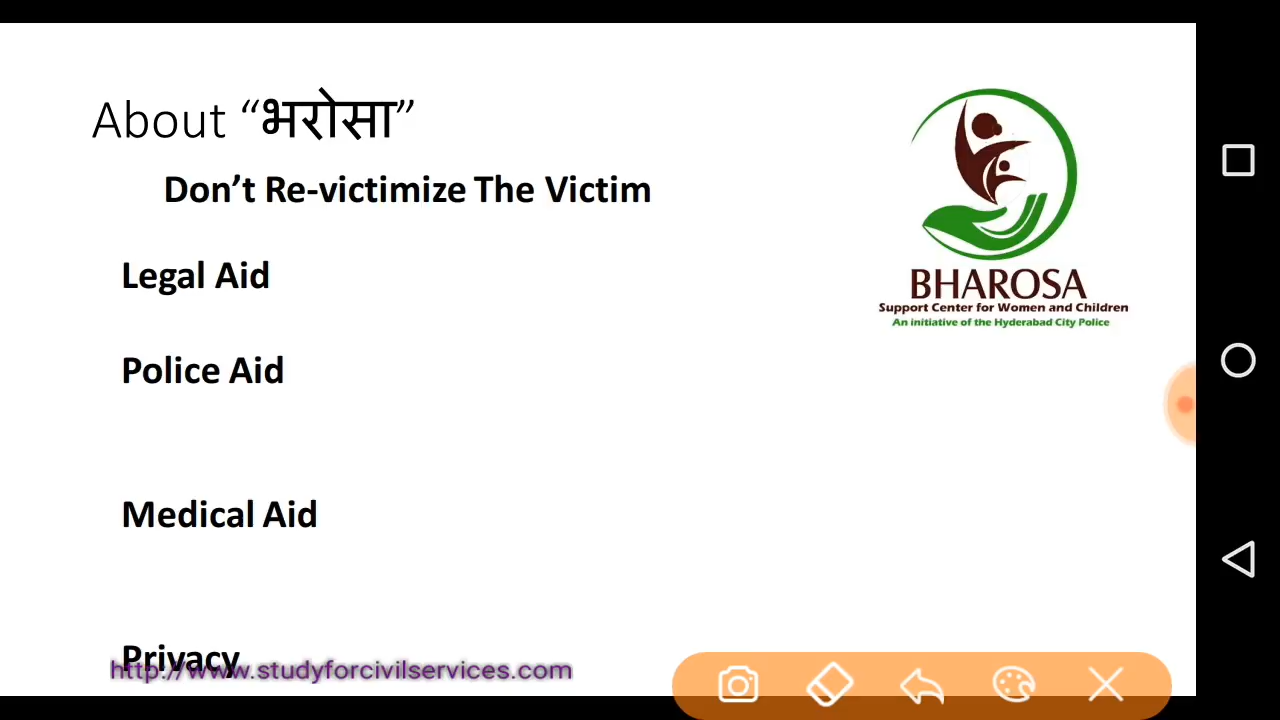 About “भरोसा”
Don’t Re-victimize The Victim
Legal Aid
Police Aid
Medical Aid
Privacy
http://www.studyforcivilservices.com
BHAROSA
Support Center for Women and Children
An initiative of the Hyderabad City Police